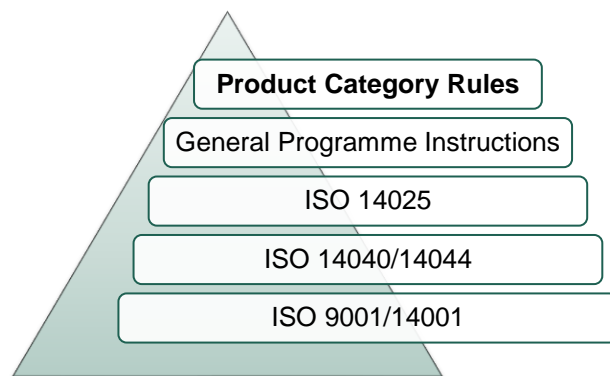 Product Category Rules
General Programme Instructions
ISO 14025
ISO 14040/14044
ISO 9001/14001